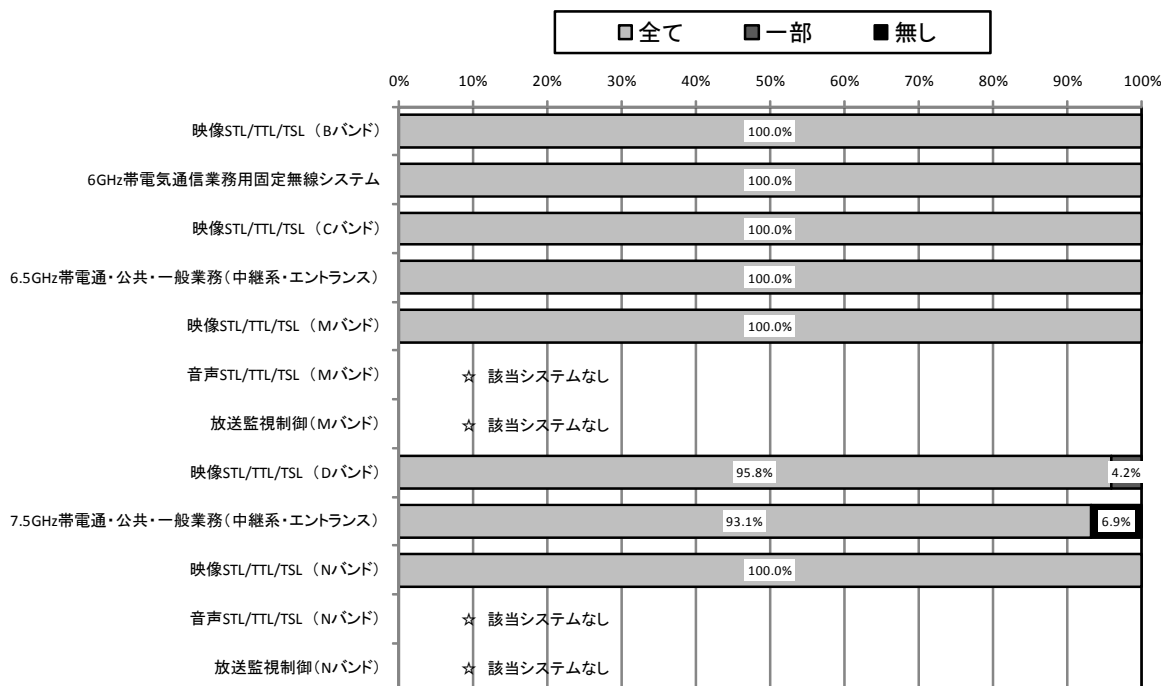 全て 一部 無し
0% 10% 20% 30% 40% 50% 60% 70% 80% 90% 100%
映像STL/TTL/TSL （Bバンド） 100.0%
6GHz帯電気通信業務用固定無線システム 100.0%
映像STL/TTL/TSL （Cバンド） 100.0%
6.5GHz帯電通・公共・一般業務（中継系・エントランス） 100.0%
映像STL/TTL/TSL （Mバンド） 100.0%
音声STL/TTL/TSL （Mバンド） ☆ 該当システムなし
放送監視制御（Mバンド） ☆ 該当システムなし
映像STL/TTL/TSL （Dバンド） 95.8% 4.2%
7.5GHz帯電通・公共・一般業務（中継系・エントランス） 93.1% 6.9%
映像STL/TTL/TSL （Nバンド） 100.0%
音声STL/TTL/TSL （Nバンド） ☆ 該当システムなし
放送監視制御（Nバンド） ☆ 該当システムなし